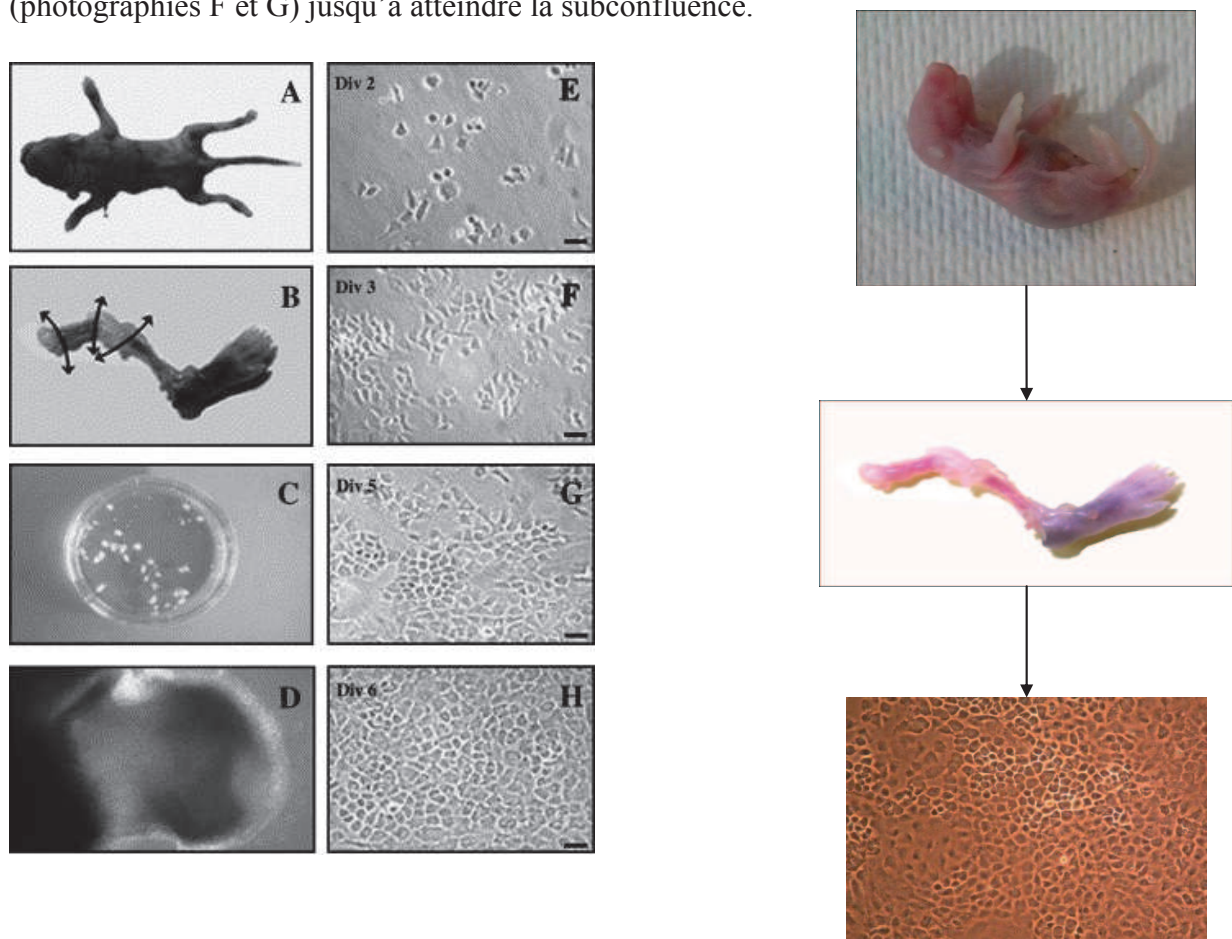 (photographies F et G) jusqu'à atteindre la subconfluence.
A
Div 2
E
B
Div 3
F
C
Div 5
G
D
Div 6
H